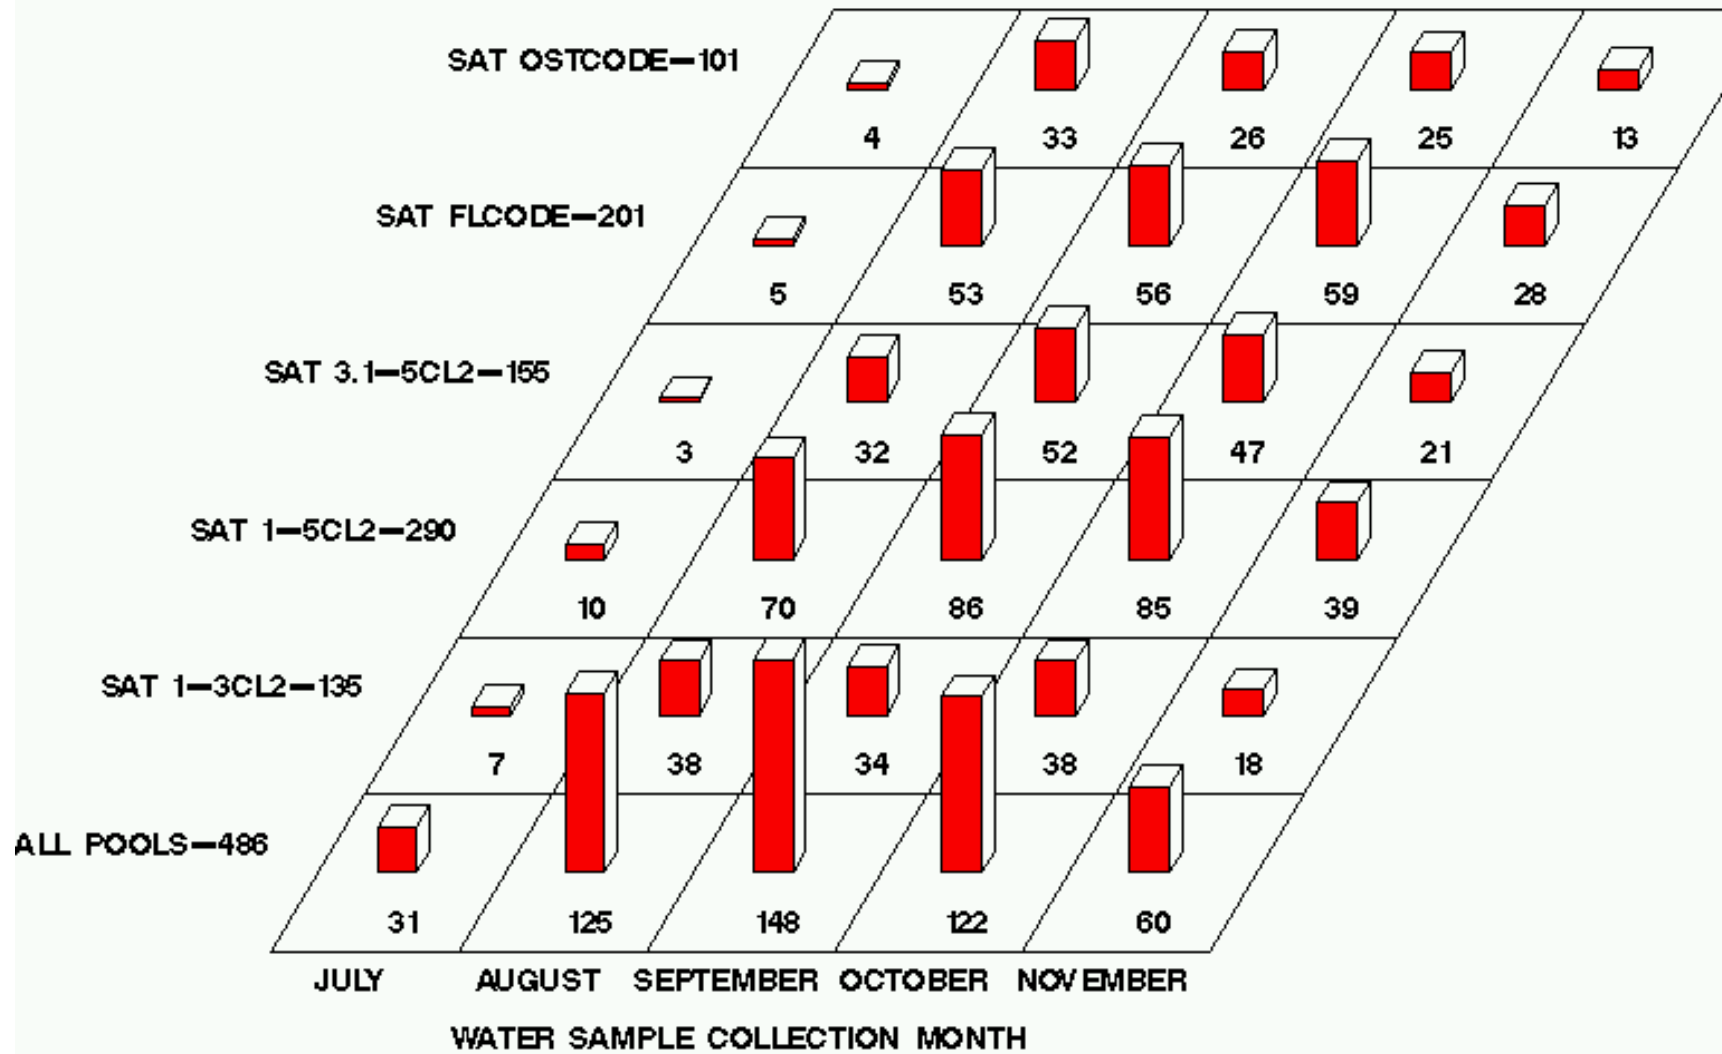 SAT OSTCODE-101
4 33 26 25 13
SAT FLCODE-201
5 53 56 59 28
SAT 3.1-5CL2-155
3 32 52 47 21
SAT 1-5CL2-290
10 70 86 85 39
SAT 1-3CL2-135
7 38 34 38 18
ALL POOLS-486
31 125 148 122 60
JULY AUGUST SEPTEMBER OCTOBER NOVEMBER
WATER SAMPLE COLLECTION MONTH